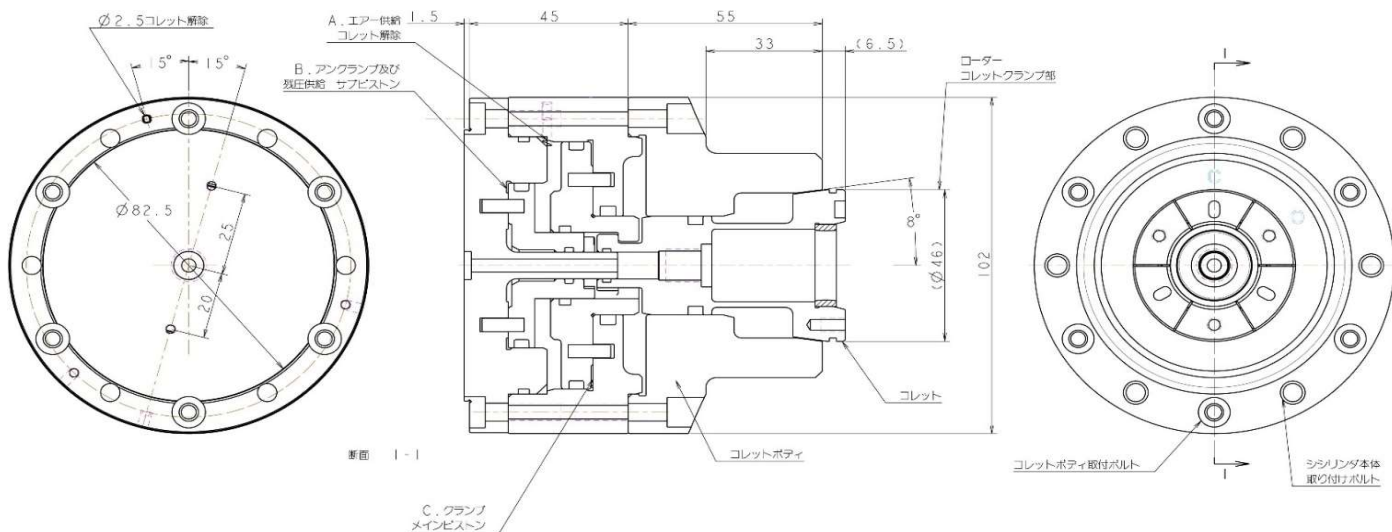 Ø2.5コレット解除
15°
15°
Ø82.5
25
20
断面 I-I
A.エアー供給
コレット解除
B.アンクランプ及び
残圧供給 サブピストン
1.5
45
55
33
(6.5)
ローダー
コレットクランプ部
8°
(Ø46)
102
コレット
コレットボディ
C.クランプ
メインピストン
I
C
O
コレットボディ取付ボルト
シシリンダ本体
取り付けボルト
I